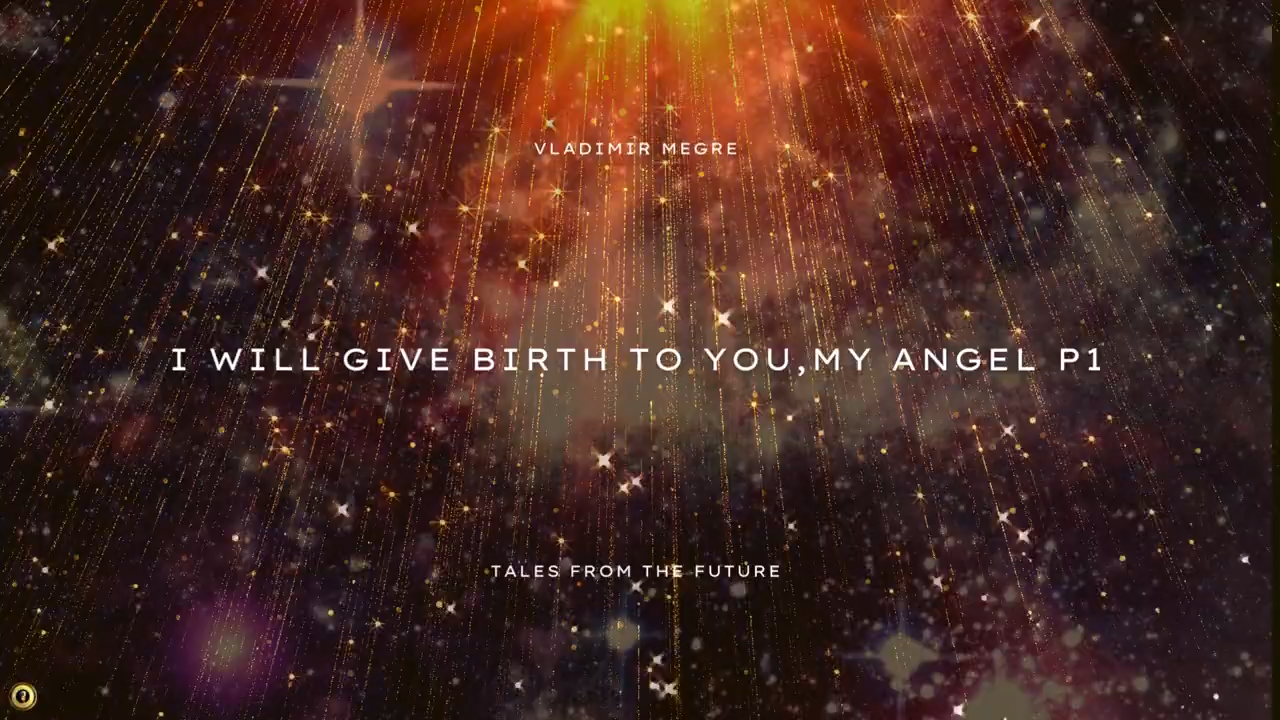 VLADIMIR MEGRE
I WILL GIVE BIRTH TO YOU,MY ANGEL P1
TALES FROM THE FUTURE